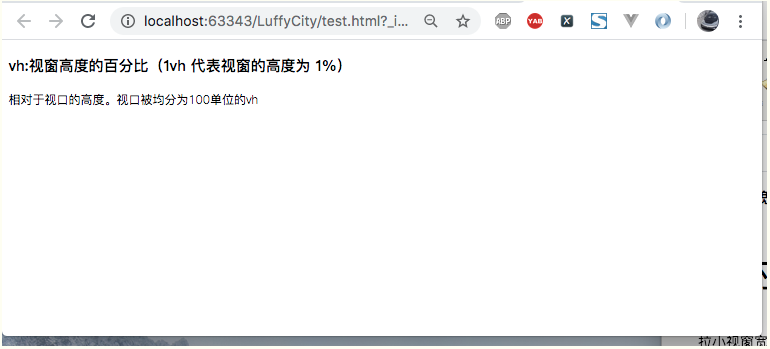 localhost:63343/LuffyCity/test.html?_i...
ABP
YAB
X
S
vh:视窗高度的百分比（1vh 代表视窗的高度为 1%）
相对于视口的高度。视口被均分为100单位的vh
拉小视窗宽